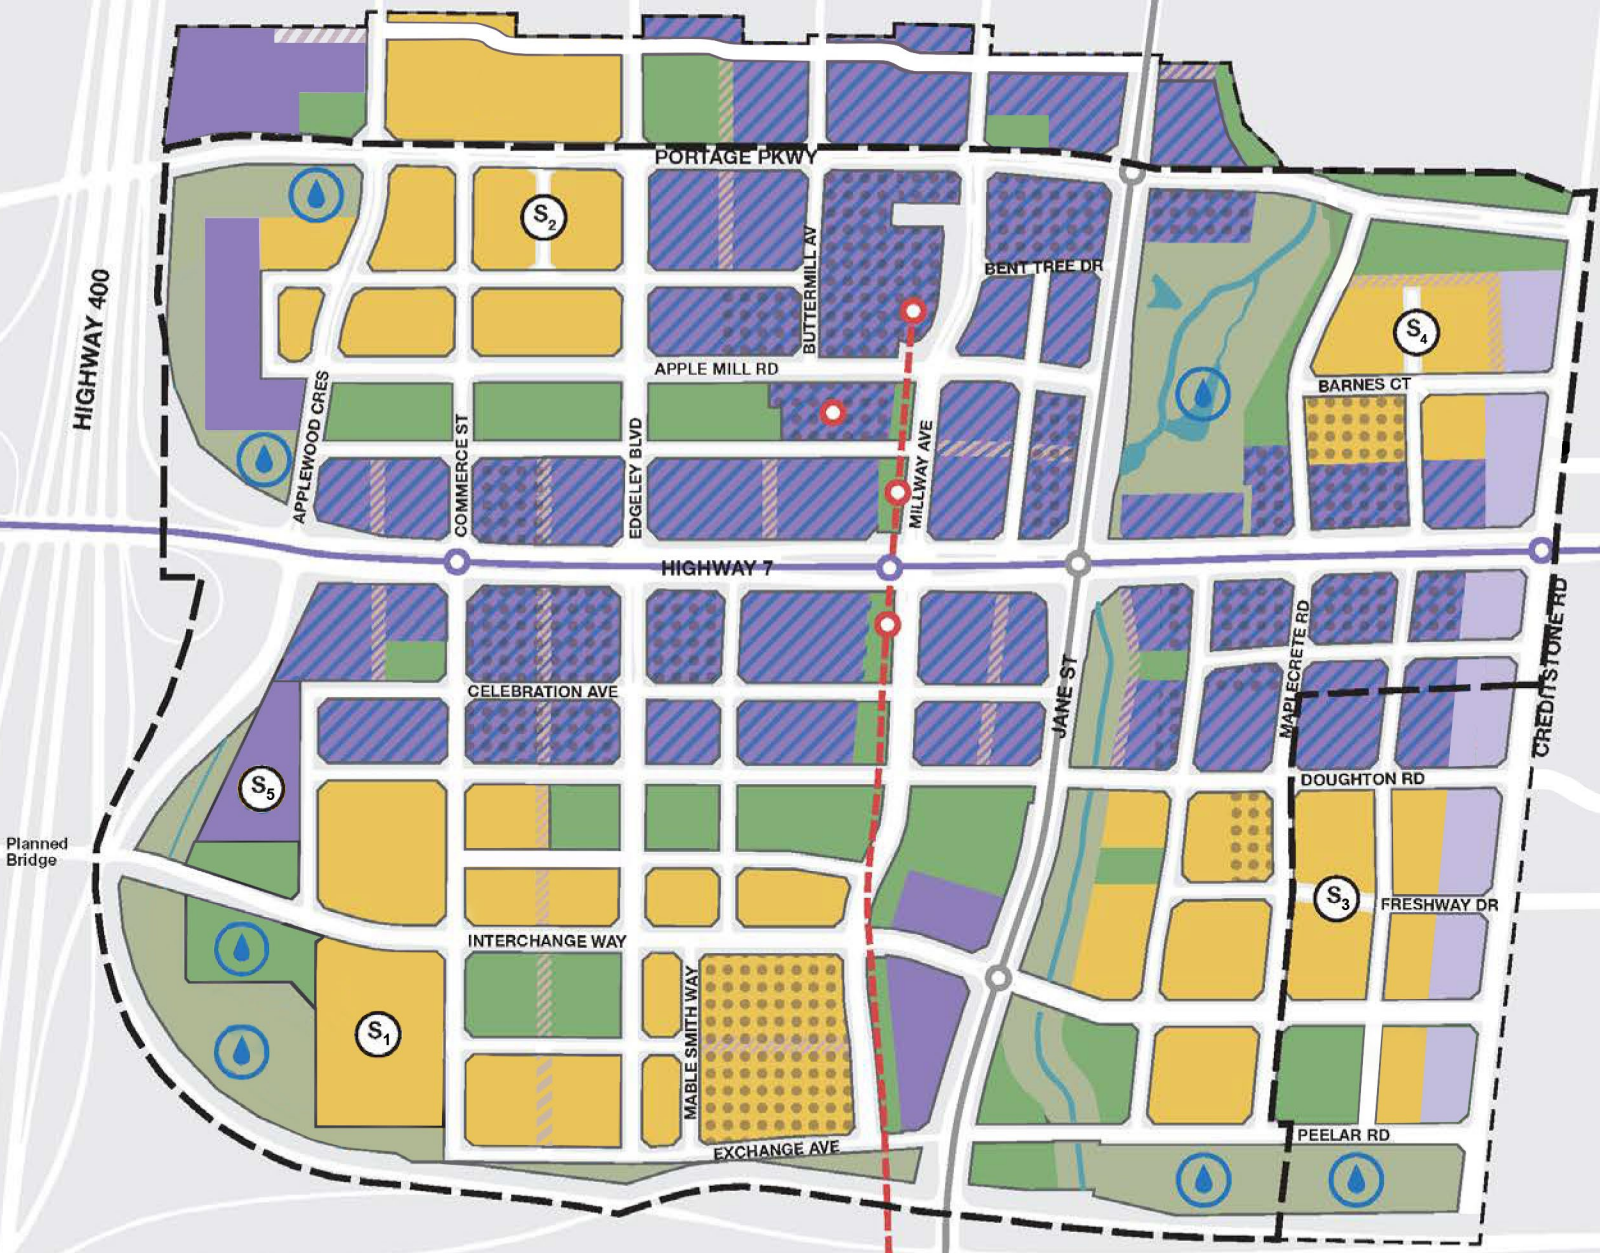 PORTAGE PKWY
S2
BUTTERMILL AV
BENT TREE DR
HIGHWAY 400
S4
APPLE MILL RD
BARNES CT
APPLEWOOD CRES
COMMERCE ST
EDGELEY BLVD
MILLWAY AVE
HIGHWAY 7
CREDITSTONE RD
MAPLECRETE RD
JANE ST
CELEBRATION AVE
S5
DOUGHTON RD
Planned
Bridge
S3
FRESHWAY DR
INTERCHANGE WAY
MABLE SMITH WAY
S1
PEELAR RD
EXCHANGE AVE